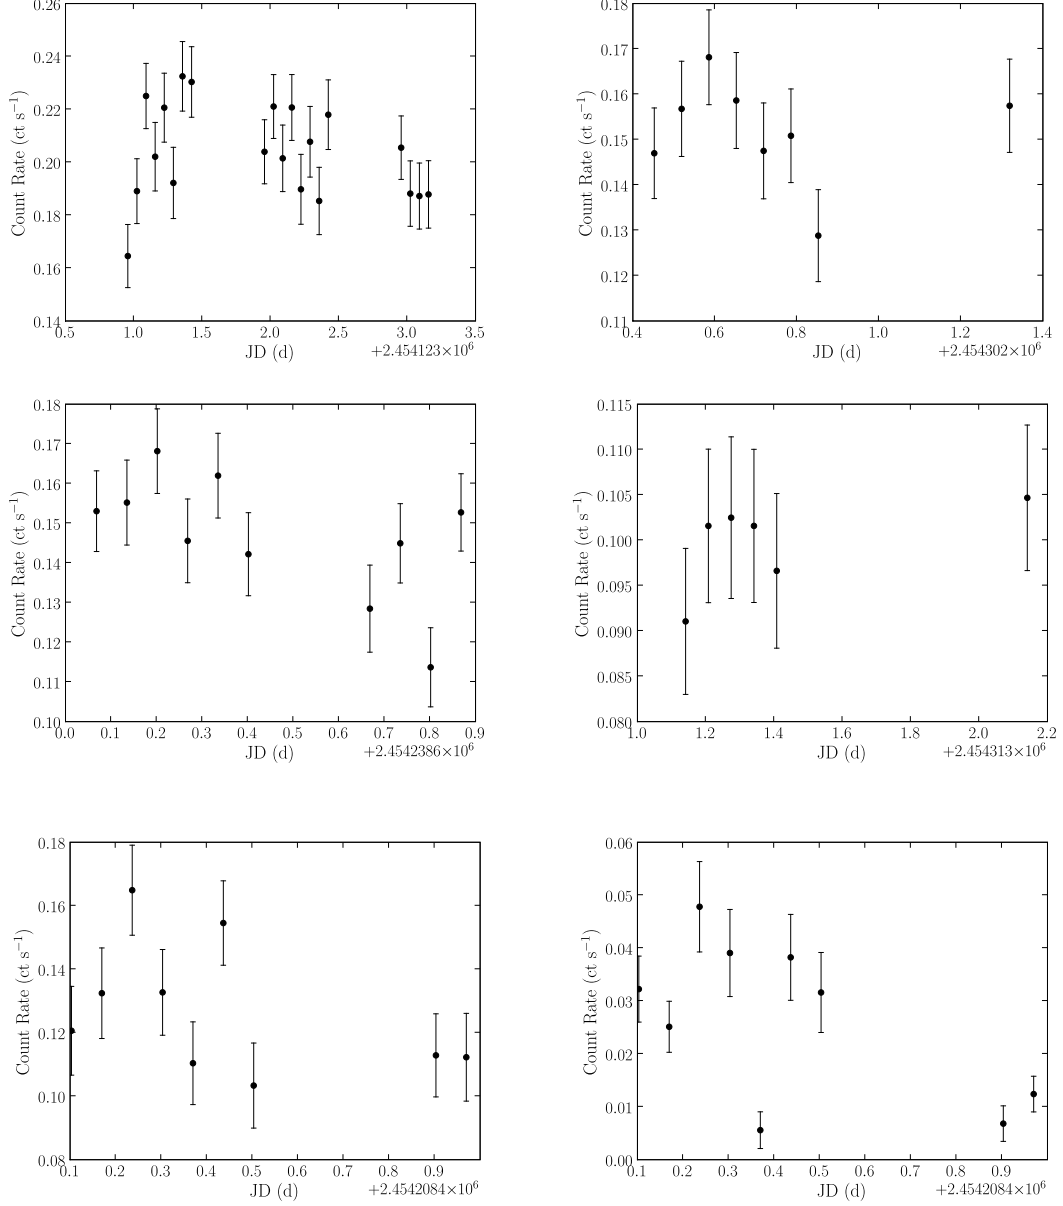 0.26
0.24
0.22
0.20
0.18
0.16
0.14
Count Rate (ct s⁻¹)
0.5 1.0 1.5 2.0 2.5 3.0 3.5
JD (d)
+2.454123×10⁶
0.18
0.17
0.16
0.15
0.14
0.13
0.12
0.11
Count Rate (ct s⁻¹)
0.4 0.6 0.8 1.0 1.2 1.4
JD (d)
+2.454302×10⁶
0.18
0.17
0.16
0.15
0.14
0.13
0.12
0.11
0.10
Count Rate (ct s⁻¹)
0.0 0.1 0.2 0.3 0.4 0.5 0.6 0.7 0.8 0.9
JD (d)
+2.4542386×10⁶
0.115
0.110
0.105
0.100
0.095
0.090
0.085
0.080
Count Rate (ct s⁻¹)
1.0 1.2 1.4 1.6 1.8 2.0 2.2
JD (d)
+2.454313×10⁶
0.18
0.16
0.14
0.12
0.10
0.08
Count Rate (ct s⁻¹)
0.1 0.2 0.3 0.4 0.5 0.6 0.7 0.8 0.9
JD (d)
+2.4542084×10⁶
0.06
0.05
0.04
0.03
0.02
0.01
0.00
Count Rate (ct s⁻¹)
0.1 0.2 0.3 0.4 0.5 0.6 0.7 0.8 0.9
JD (d)
+2.4542084×10⁶